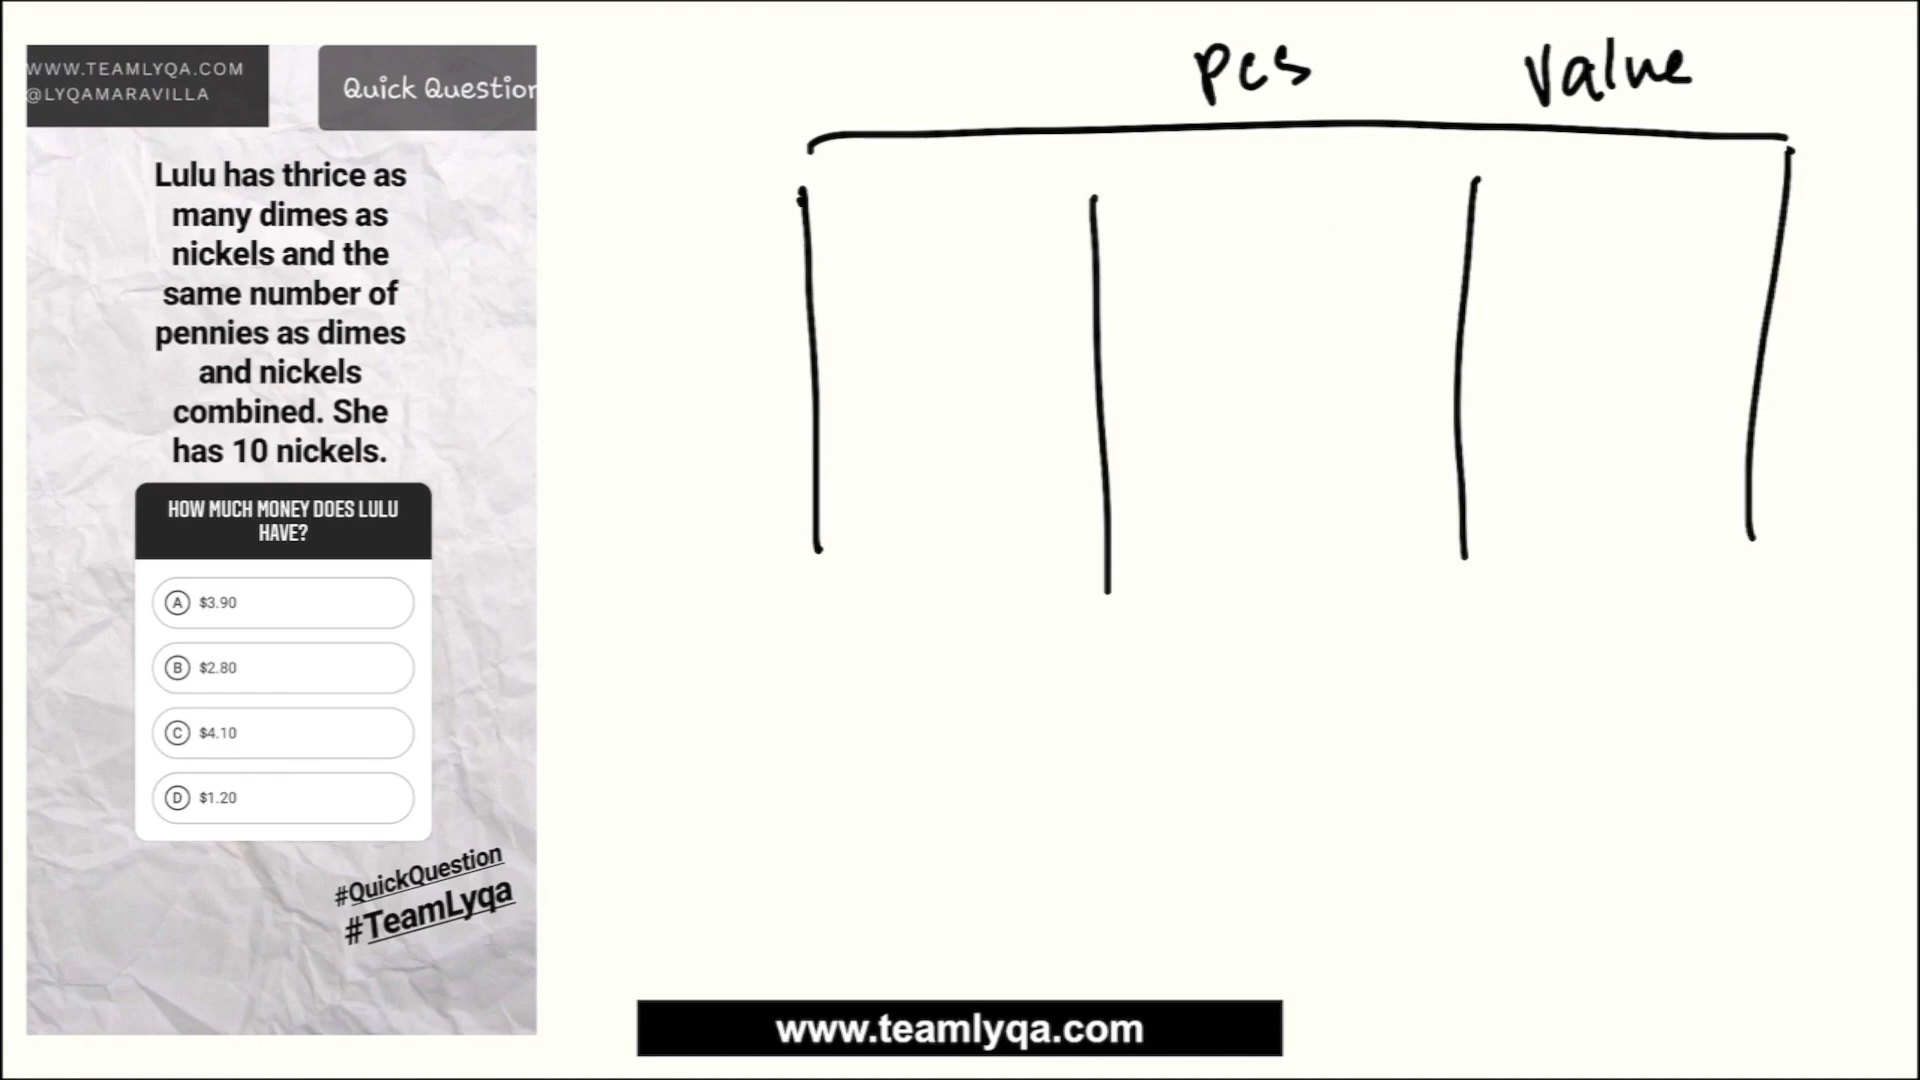 WWW.TEAMLYQA.COM
@LYQAMARAVILLA
Quick Question
Lulu has thrice as
many dimes as
nickels and the
same number of
pennies as dimes
and nickels
combined. She
has 10 nickels.
HOW MUCH MONEY DOES LULU
HAVE?
A $3.90
B $2.80
C $4.10
D $1.20
#QuickQuestion
#TeamLyqa
pcs value
www.teamlyqa.com